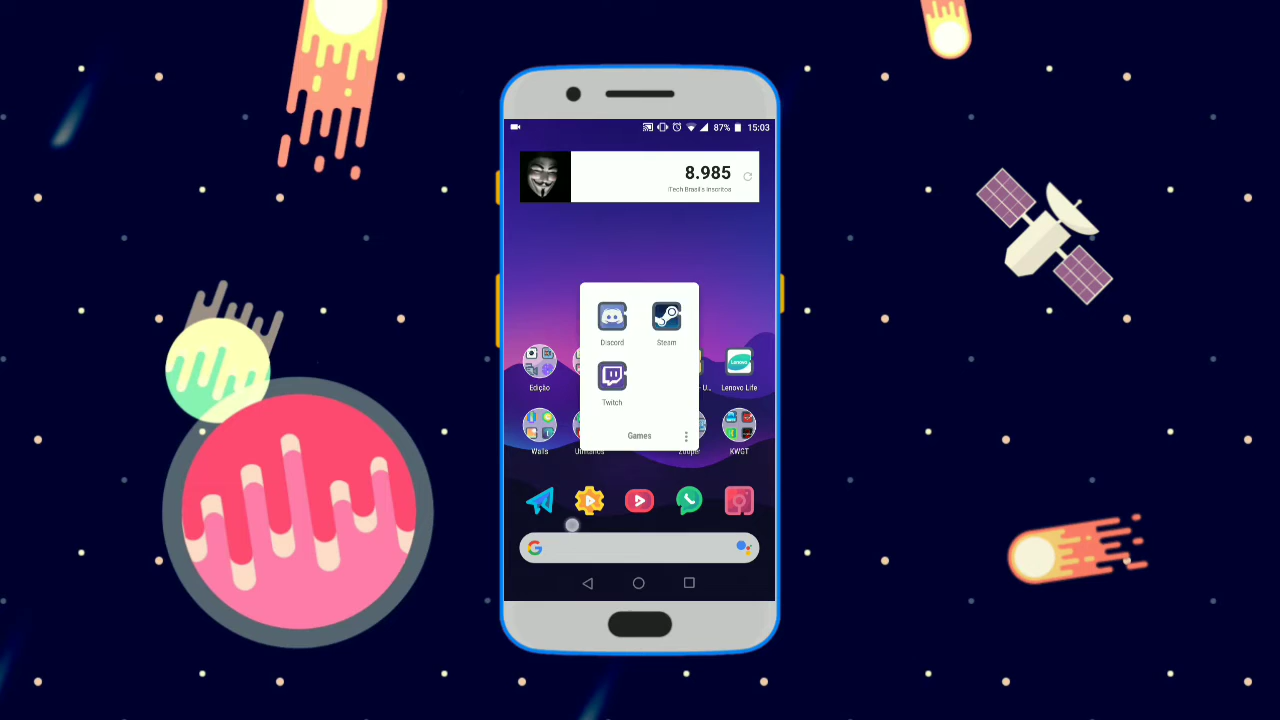 87% 15:03
8.985
iTech Brasil's Inscritos
Discord Steam
Twitch
Games
Edição
U...
Lenovo Life
Walls
KWGT